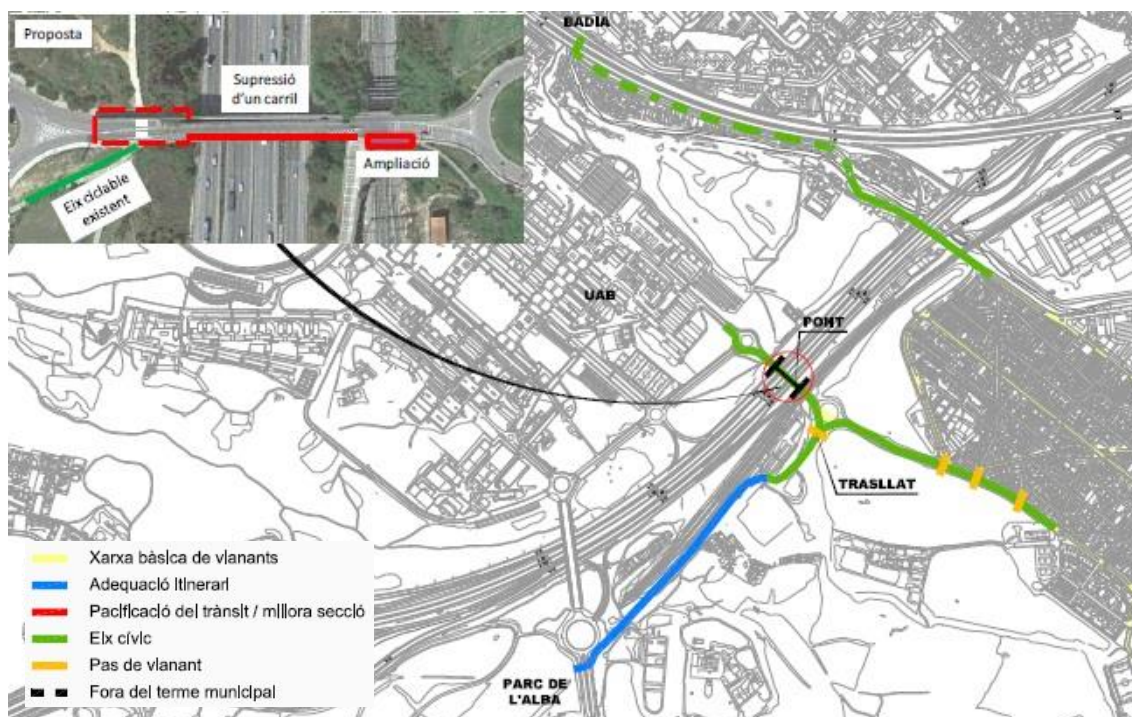 Proposta
Supressió
d'un carril
Ampliació
Eix ciclable
existent
BADIA
UAB
PONT
TRASLLAT
PARC DE
L'ALBA
Xarxa bàsica de vianants
Adequació Itinerari
Pacificació del trànsit / millora secció
Eix cívic
Pas de vianant
Fora del terme municipal